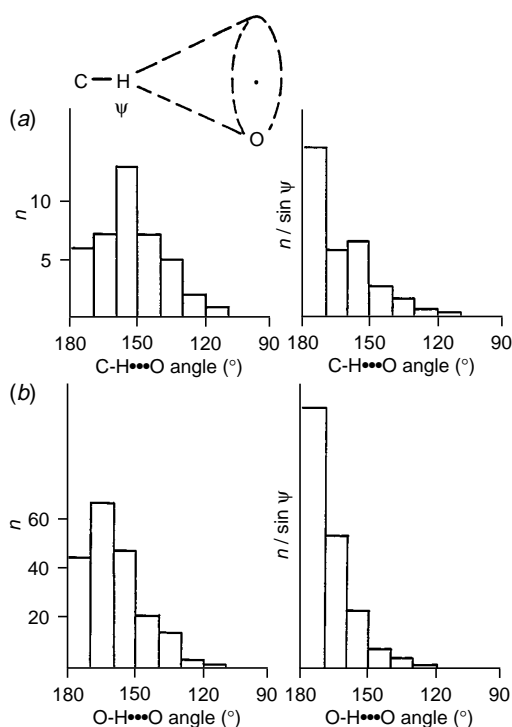 C H
ψ
O
(a)
n
10
5
180 150 120 90
C-H•••O angle (°)
n / sin ψ
180 150 120 90
C-H•••O angle (°)
(b)
n
60
40
20
180 150 120 90
O-H•••O angle (°)
n / sin ψ
180 150 120 90
O-H•••O angle (°)